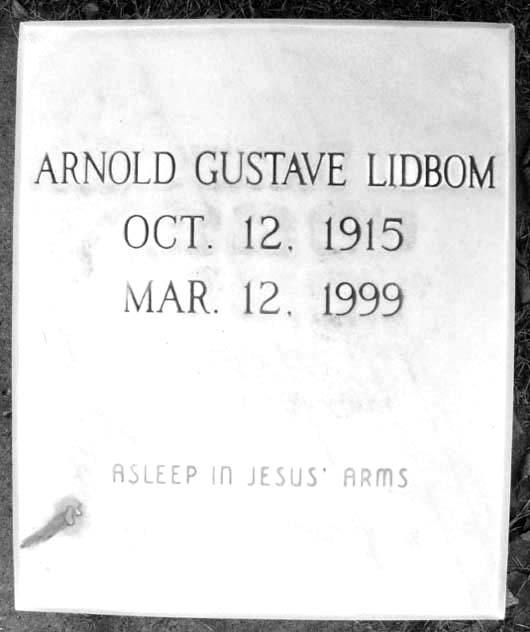 ARNOLD GUSTAVE LIDBOM
OCT. 12, 1915
MAR. 12, 1999
ASLEEP IN JESUS' ARMS